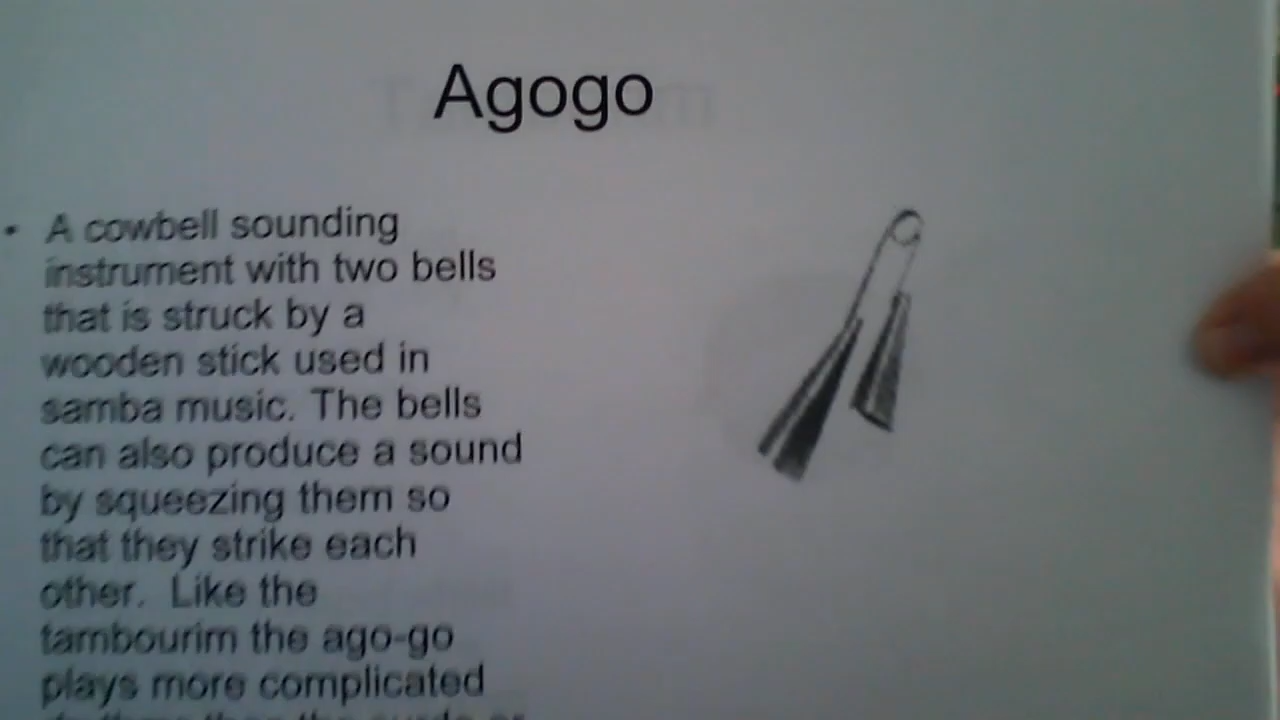 Agogo
• A cowbell sounding
instrument with two bells
that is struck by a
wooden stick used in
samba music. The bells
can also produce a sound
by squeezing them so
that they strike each
other.  Like the
tambourim the ago-go
plays more complicated